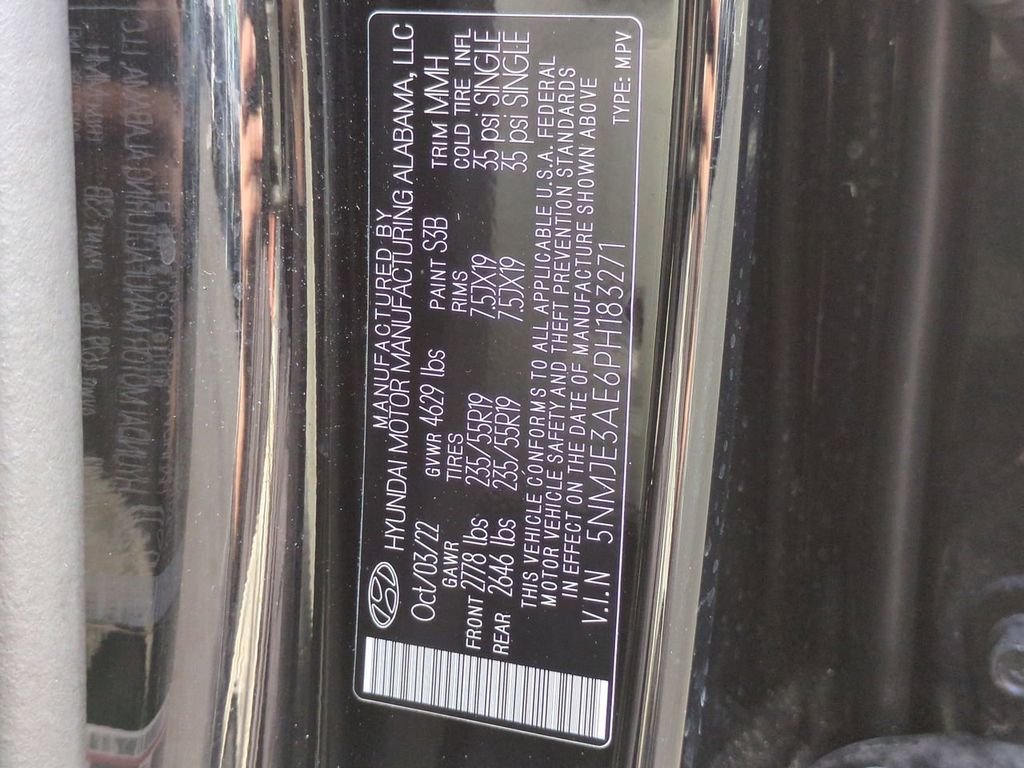 MANUFACTURED BY
HYUNDAI MOTOR MANUFACTURING ALABAMA, LLC
Oct/03/22 GVWR 4629 lbs PAINT S3B TRIM MMH
GAWR TIRES RIMS COLD TIRE INFL
FRONT 2778 lbs 235/55R19 7.5JX19 35 psi SINGLE
REAR 2646 lbs 235/55R19 7.5JX19 35 psi SINGLE
THIS VEHICLE CONFORMS TO ALL APPLICABLE U.S.A. FEDERAL
MOTOR VEHICLE SAFETY AND THEFT PREVENTION STANDARDS
IN EFFECT ON THE DATE OF MANUFACTURE SHOWN ABOVE
V.I.N 5NMJE3AE6PH183271 TYPE: MPV